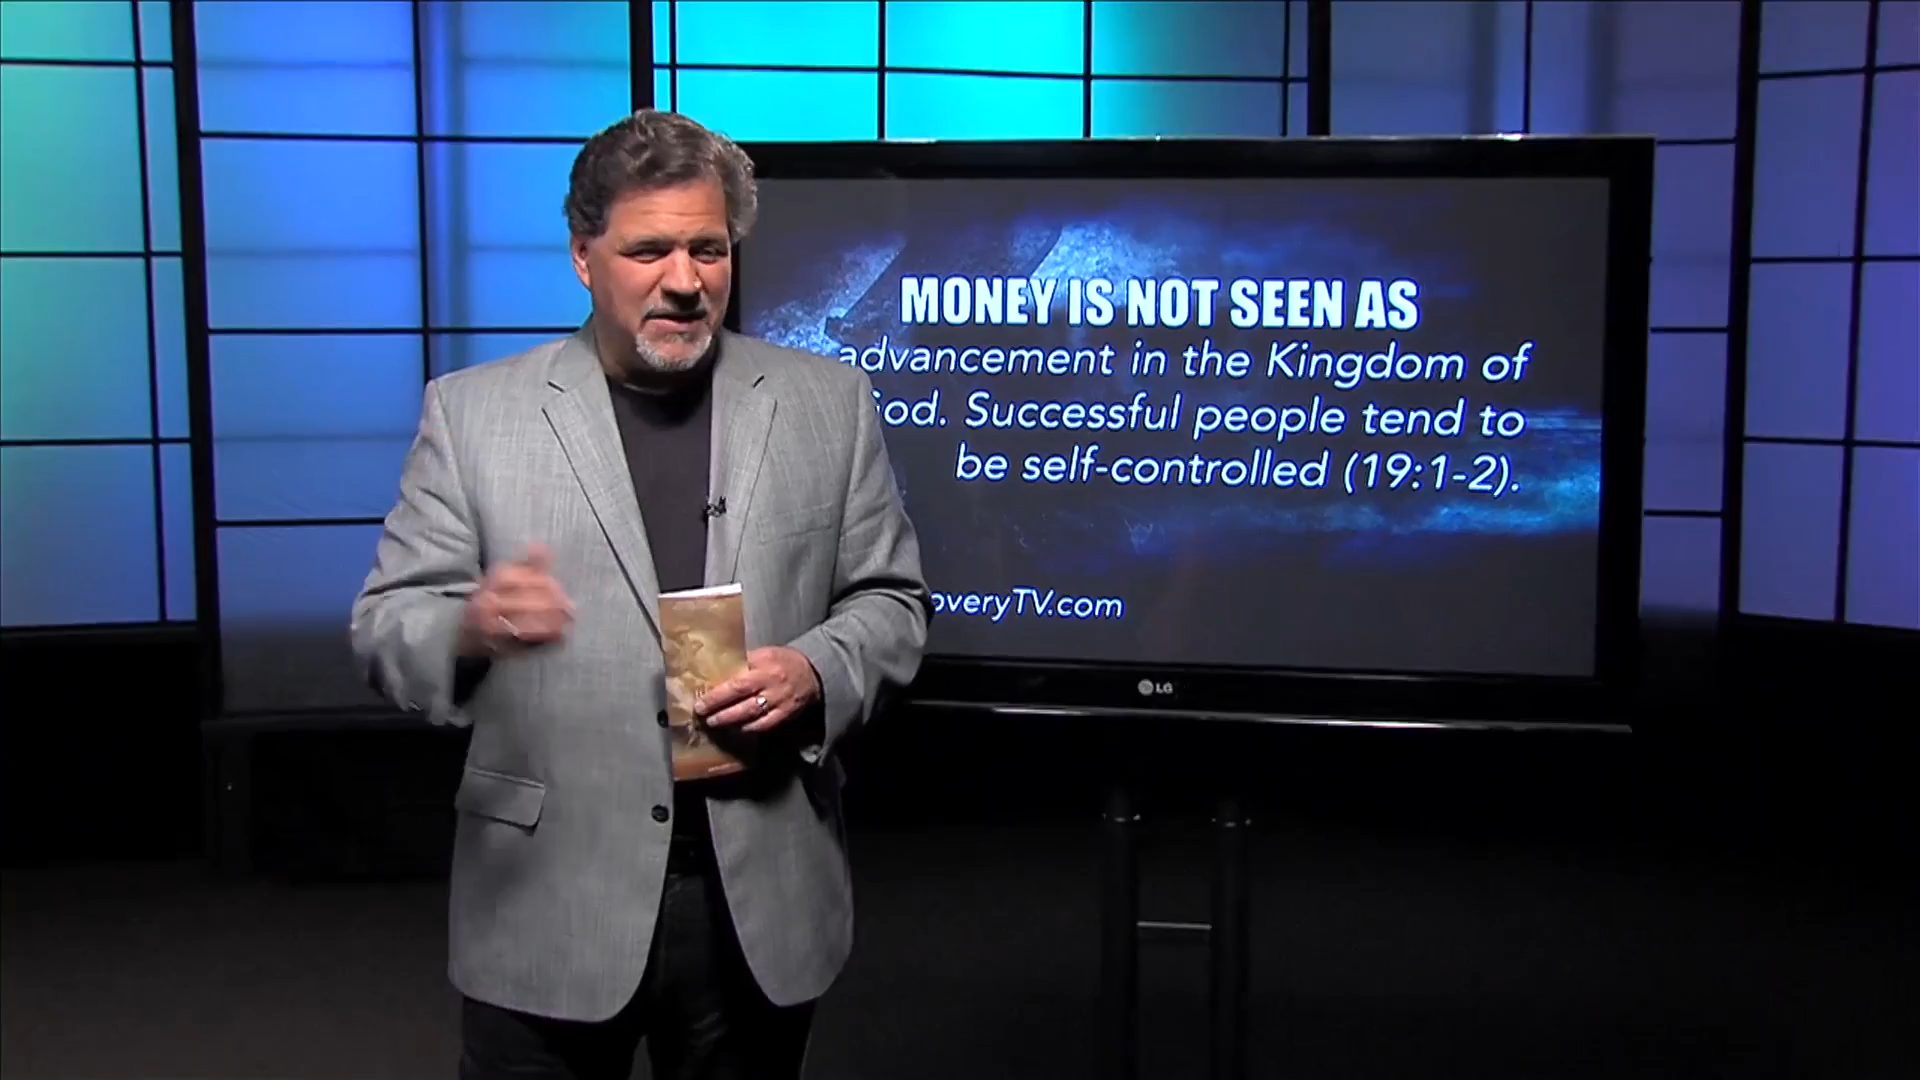 MONEY IS NOT SEEN AS
advancement in the Kingdom of
God. Successful people tend to
be self-controlled (19:1-2).
overyTV.com
LG